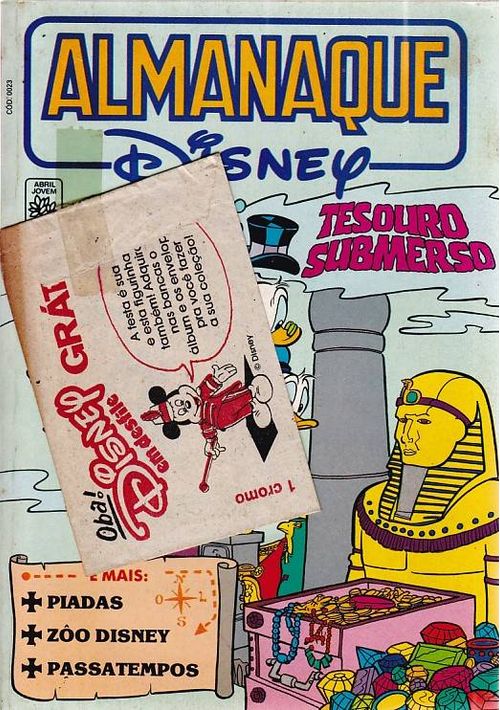 CÓD: 0023
ALMANAQUE
DISNEY
ABRIL
JOVEM
TESOURO
SUBMERSO
A festa é sua
e esta figurinha
também! Adquira
nas bancas o
álbum e os envelop
pra você fazer
a sua coleção!
© Disney
GRÁT
Oba!
DISNEY
em desfile
1 cromo
E MAIS:
PIADAS
ZÔO DISNEY
PASSATEMPOS
N
O L
S